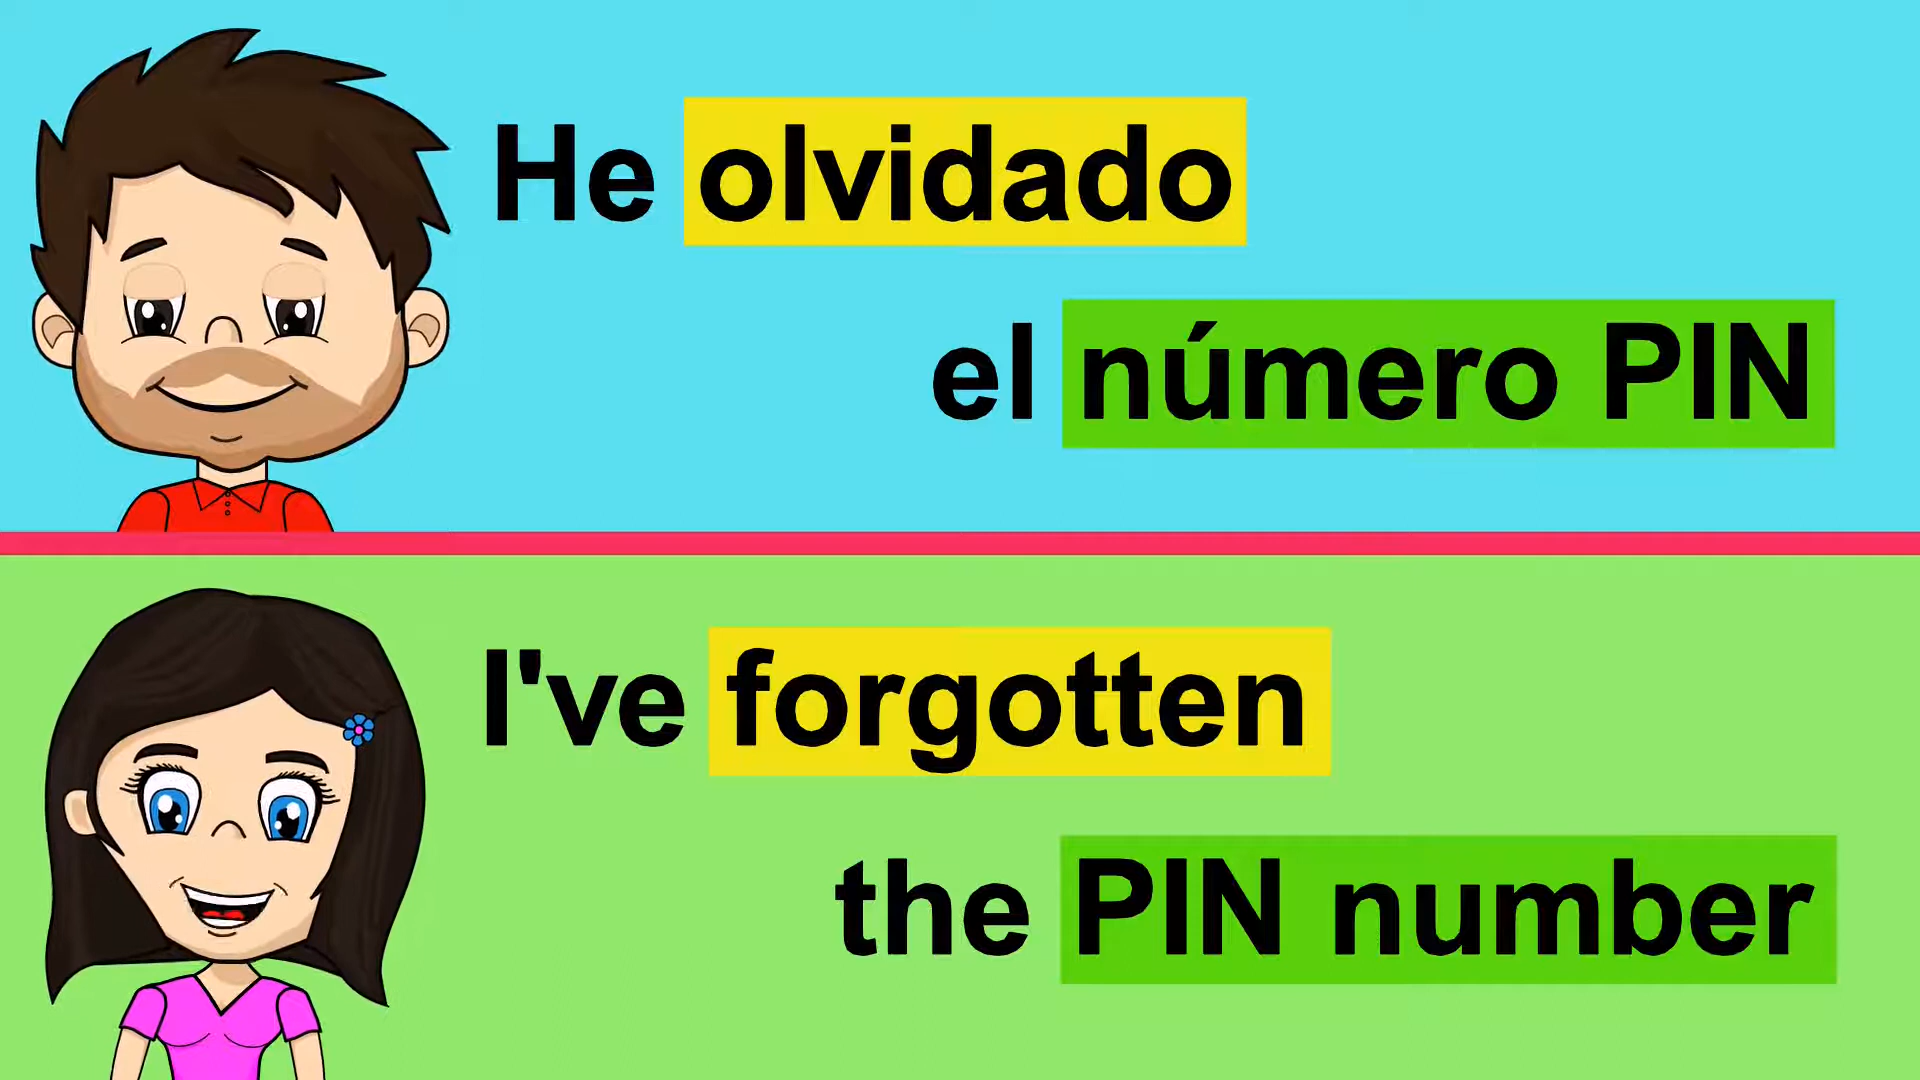 He olvidado
el número PIN
I've forgotten
the PIN number